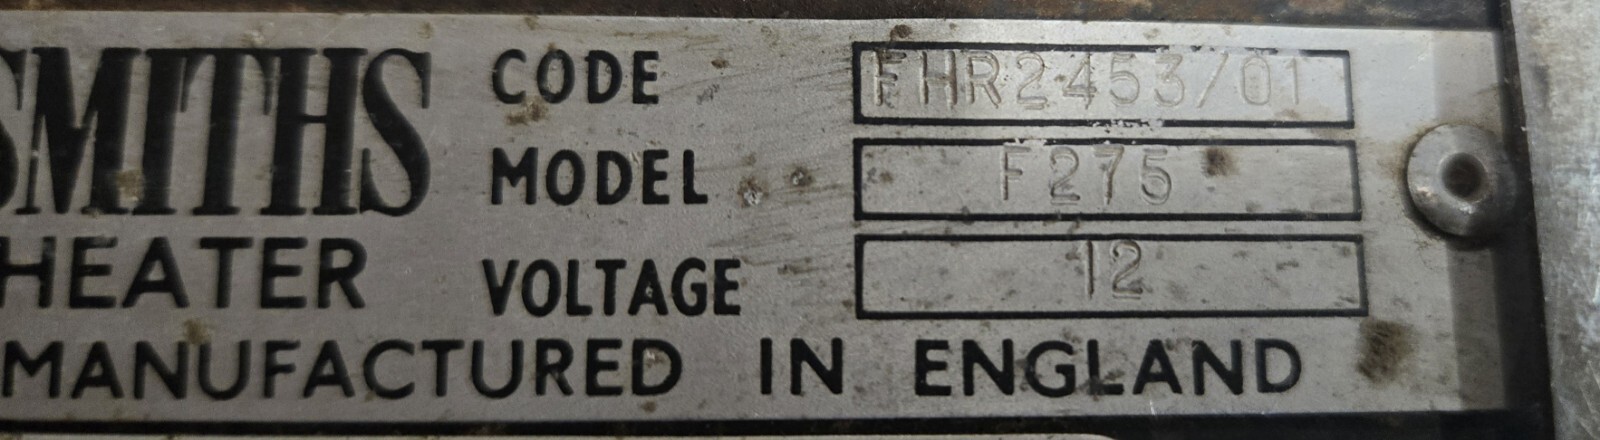 SMITHS CODE FHR2453/01
MODEL F275
HEATER VOLTAGE 12
MANUFACTURED IN ENGLAND